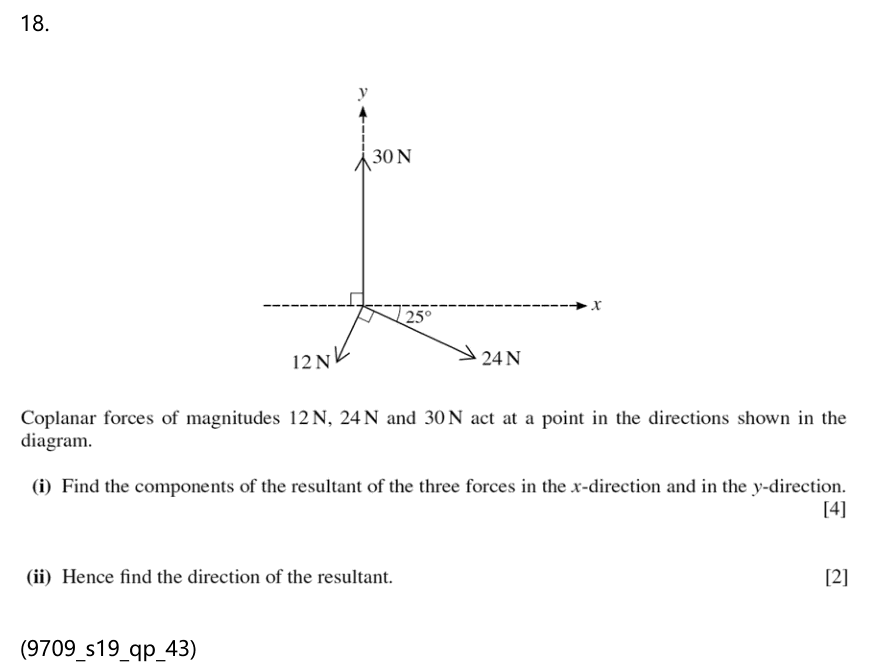 18.
y
30 N
x
25°
12 N
24 N
Coplanar forces of magnitudes 12 N, 24 N and 30 N act at a point in the directions shown in the
diagram.
(i) Find the components of the resultant of the three forces in the x-direction and in the y-direction.
[4]
(ii) Hence find the direction of the resultant. [2]
(9709_s19_qp_43)